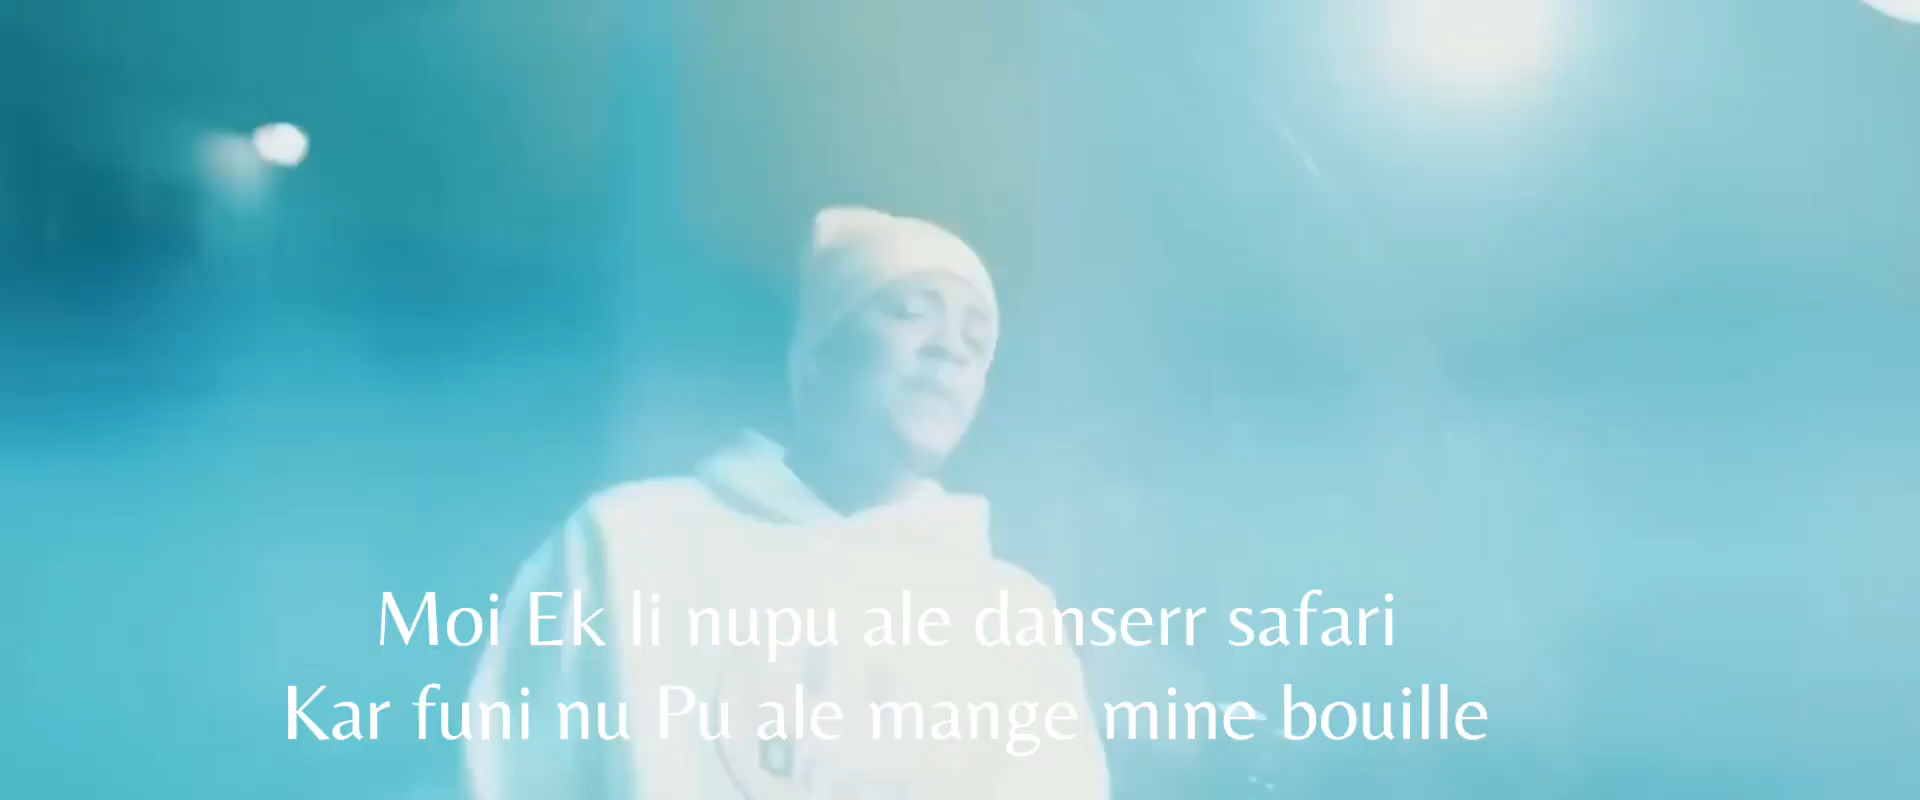 Moi Ek li nupu ale danserr safari
Kar funi nu Pu ale mange mine bouille